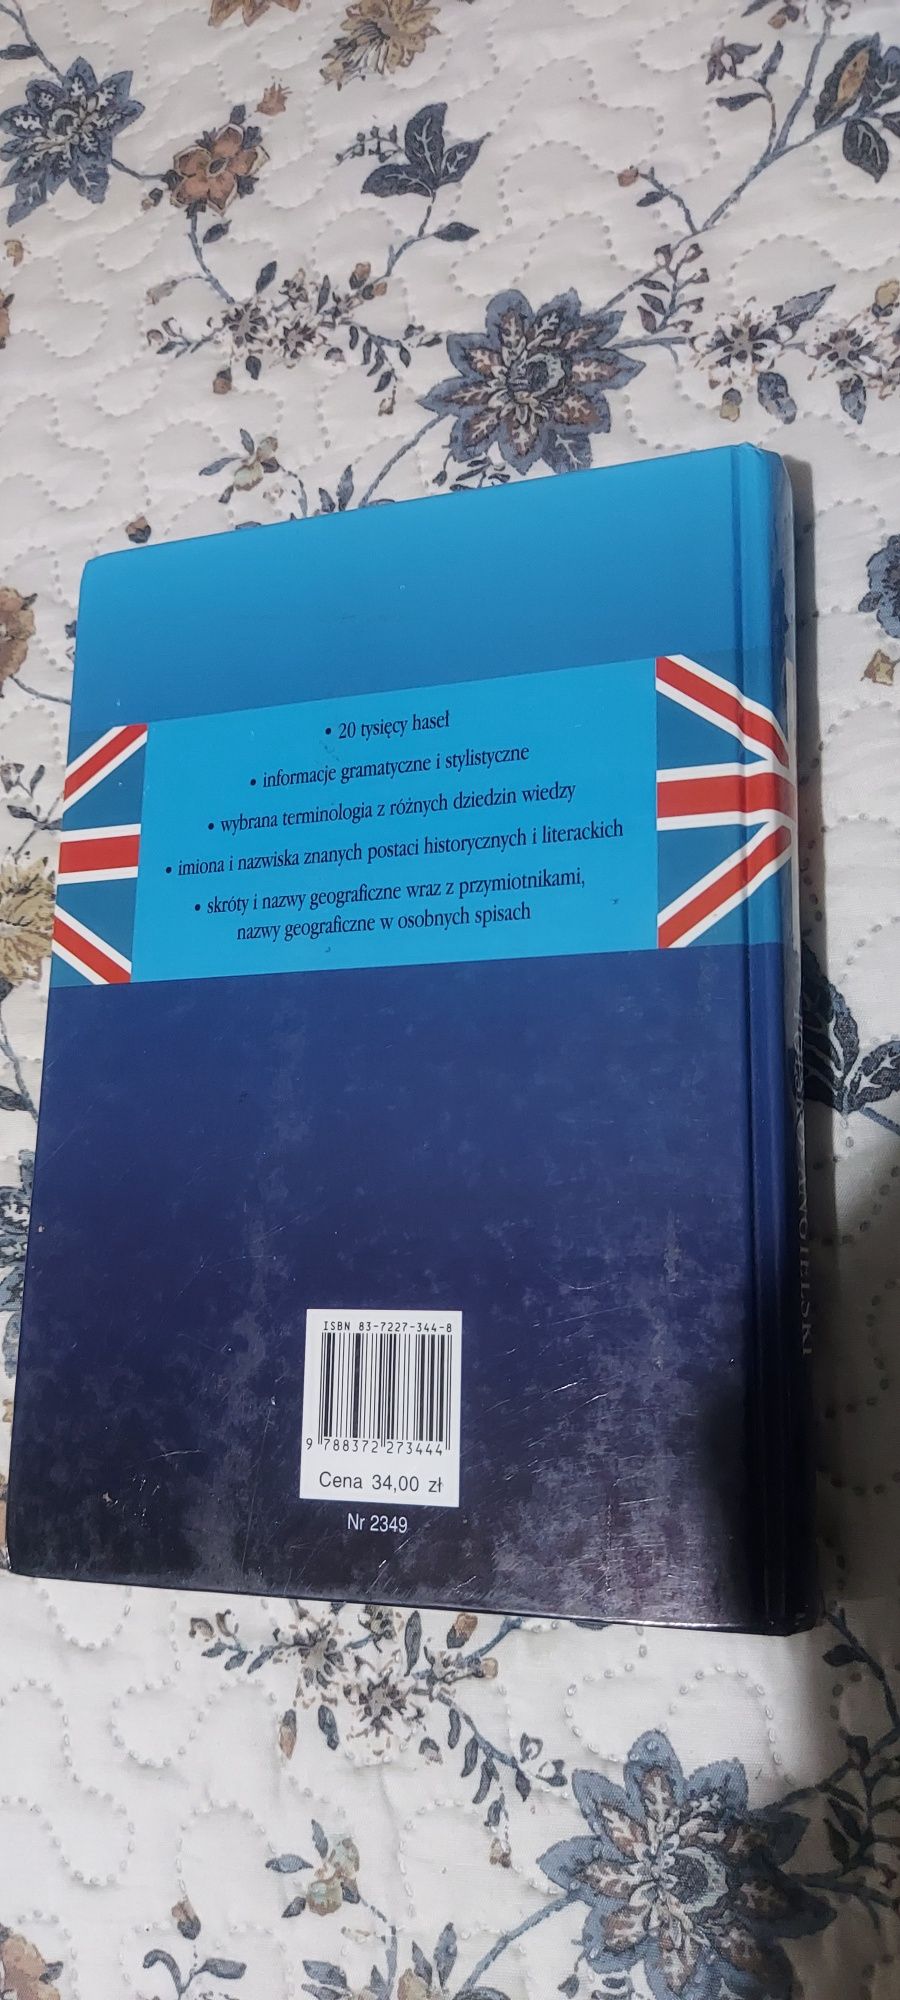 • 20 tysięcy haseł
• informacje gramatyczne i stylistyczne
• wybrana terminologia z różnych dziedzin wiedzy
• imiona i nazwiska znanych postaci historycznych i literackich
• skróty i nazwy geograficzne wraz z przymiotnikami,
nazwy geograficzne w osobnych spisach
ISBN 83-7227-344-8
9 788372 273444
Cena 34,00 zł
Nr 2349